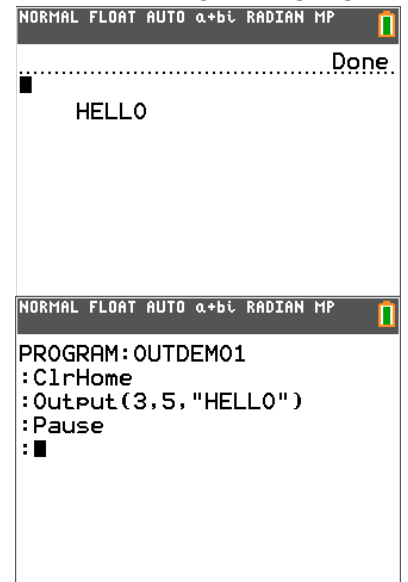 NORMAL FLOAT AUTO a+bi RADIAN MP
Done
HELLO
NORMAL FLOAT AUTO a+bi RADIAN MP
PROGRAM:OUTDEMO1
:ClrHome
:Output(3,5,"HELLO")
:Pause
: